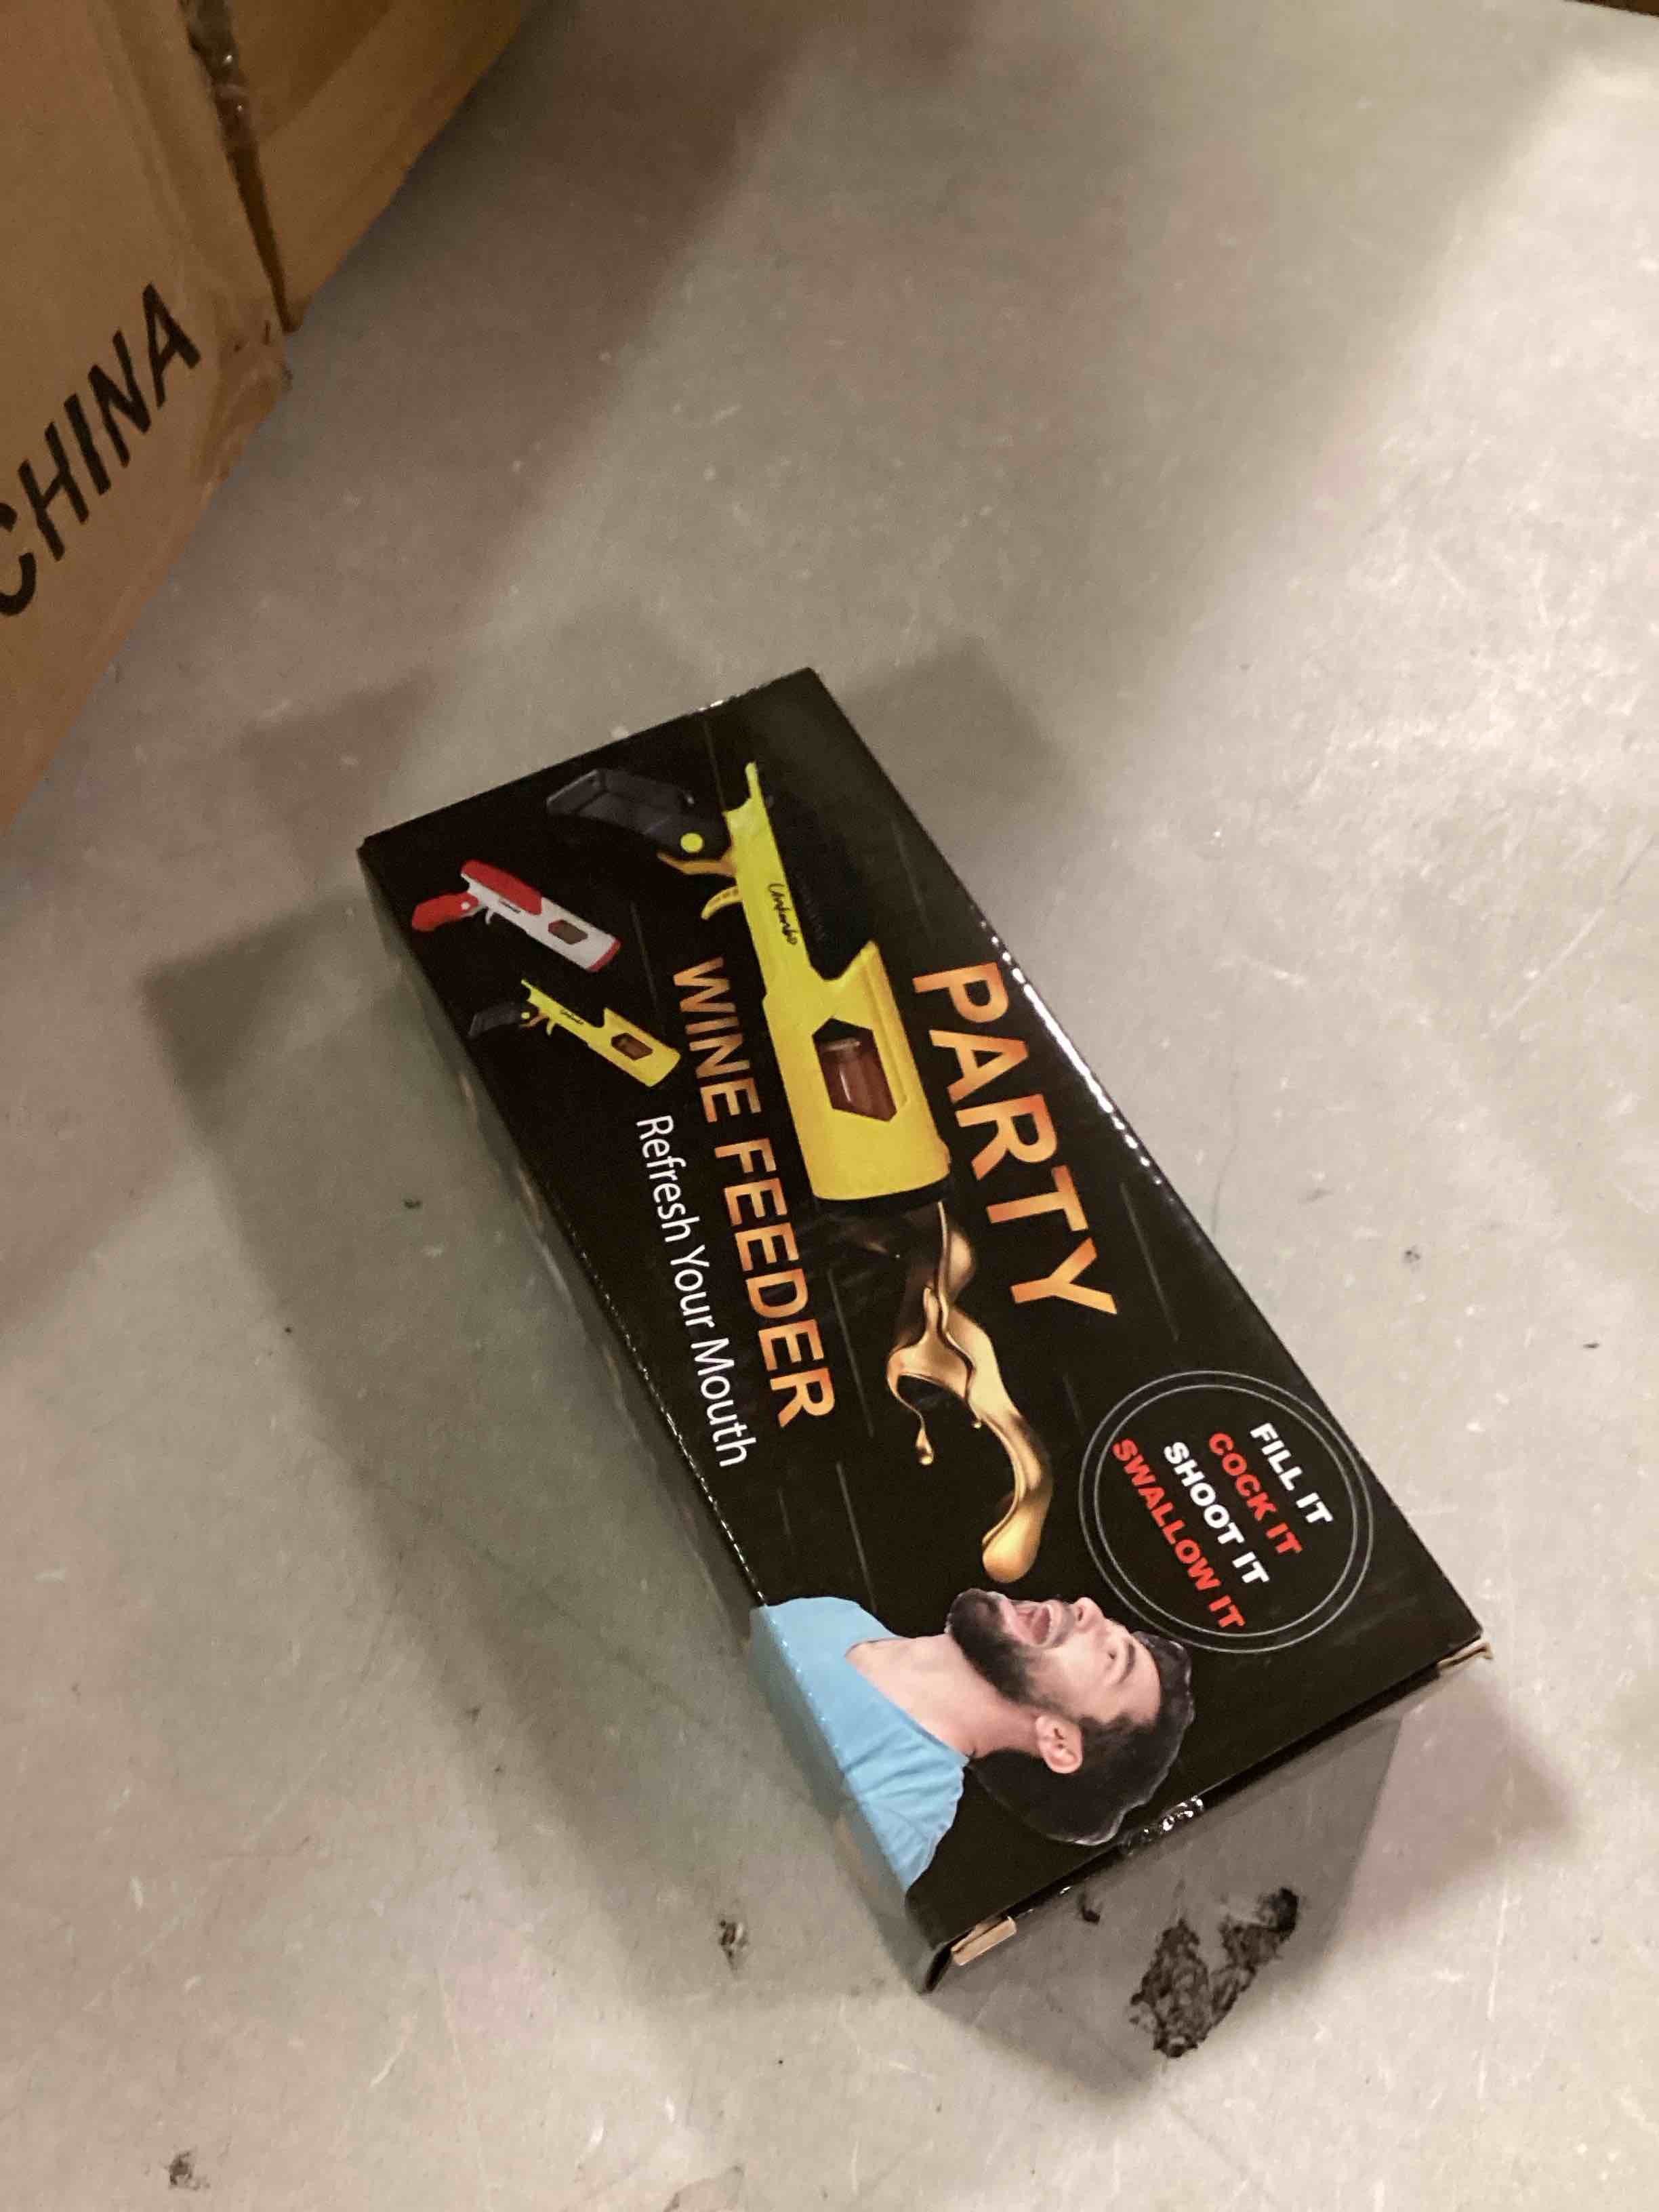 CHINA
PARTY
WINE FEEDER
Refresh Your Mouth
FILL IT
COCK IT
SHOOT IT
SWALLOW IT